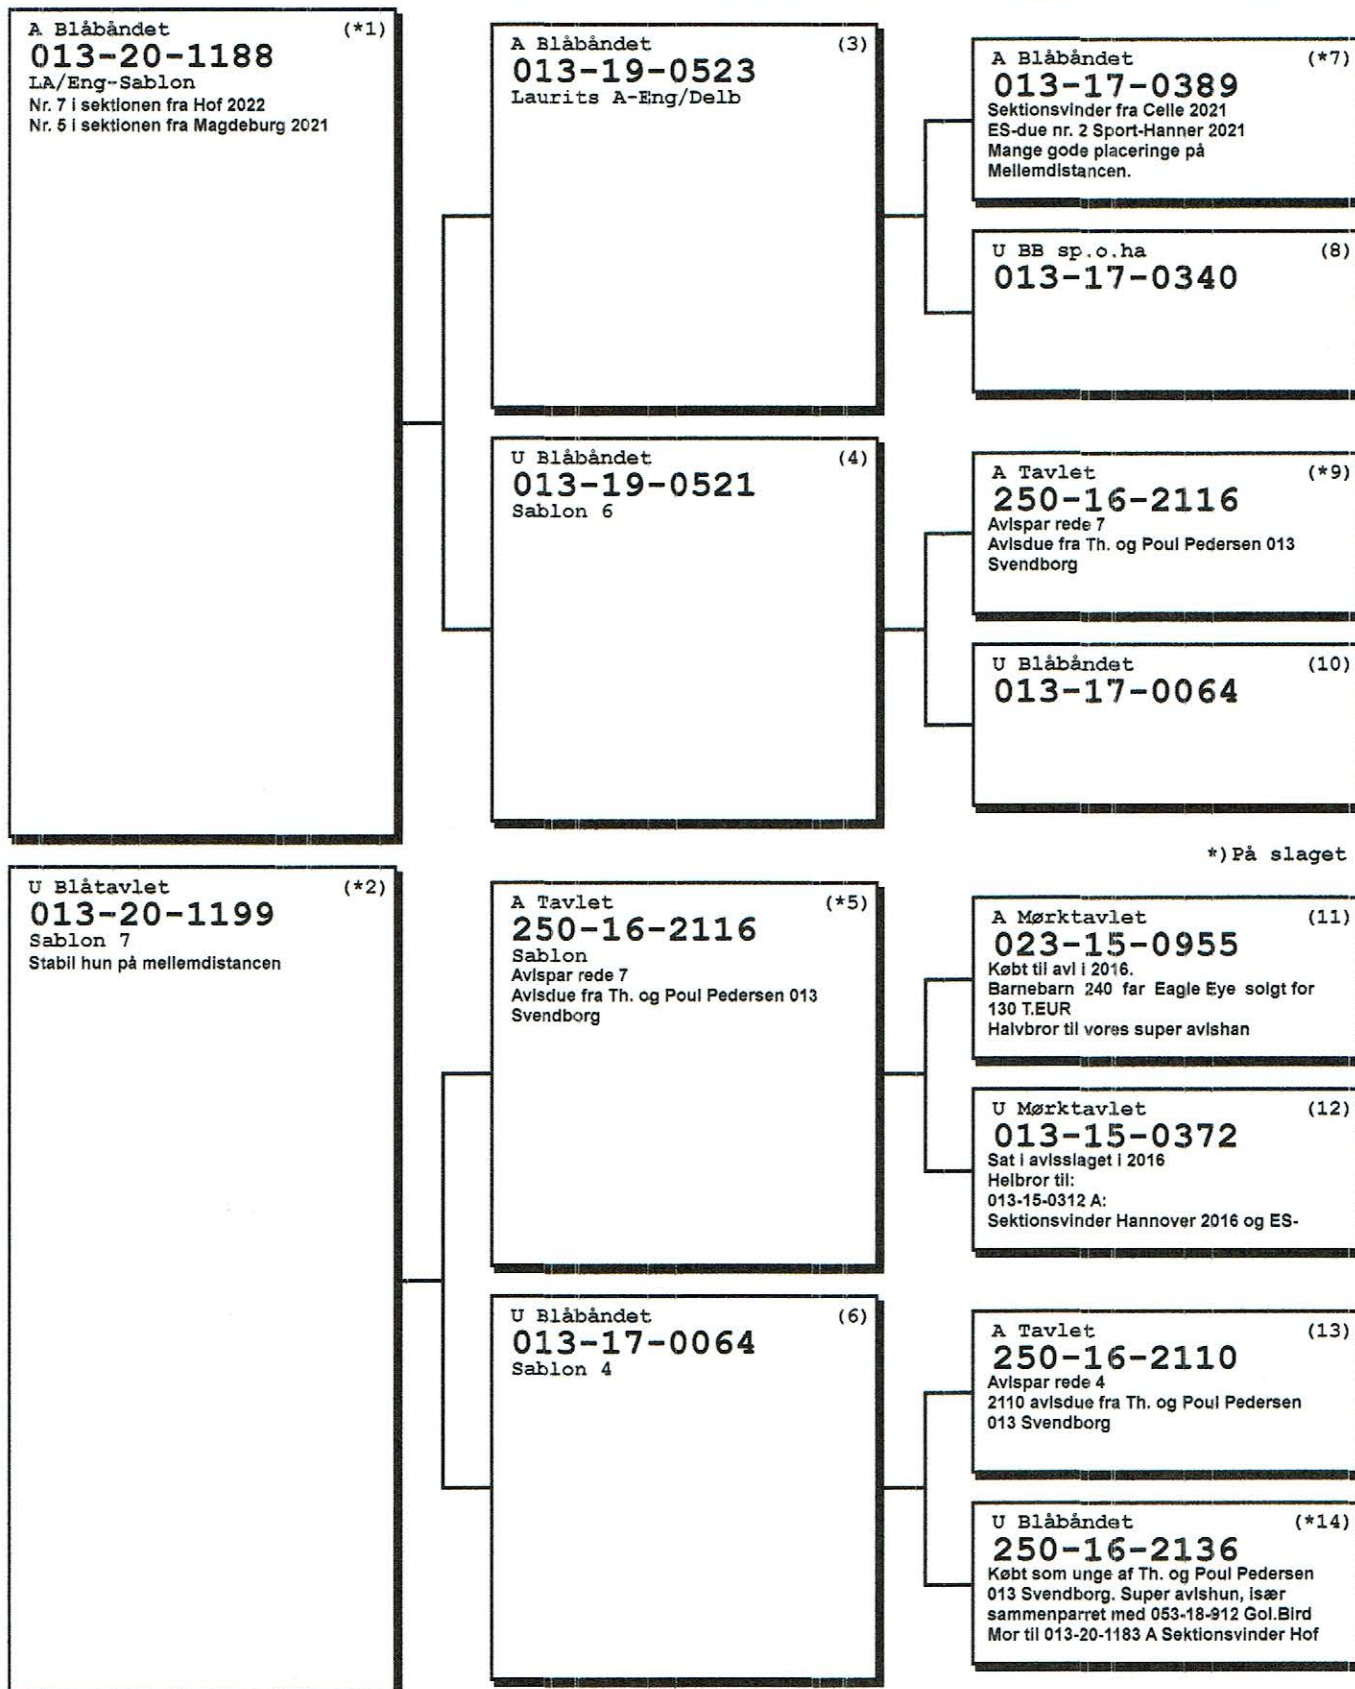 A Blåbåndet (*1)
013-20-1188
LA/Eng-Sablon
Nr. 7 i sektionen fra Hof 2022
Nr. 5 i sektionen fra Magdeburg 2021
A Blåbåndet (3)
013-19-0523
Laurits A-Eng/Delb
A Blåbåndet (*7)
013-17-0389
Sektionsvinder fra Celle 2021
ES-due nr. 2 Sport-Hanner 2021
Mange gode placeringe på
Mellemdistancen.
U BB sp.o.ha (8)
013-17-0340
U Blåbåndet (4)
013-19-0521
Sablon 6
A Tavlet (*9)
250-16-2116
Avlspar rede 7
Avlsdue fra Th. og Poul Pedersen 013
Svendborg
U Blåbåndet (10)
013-17-0064
*)På slaget
U Blåtavlet (*2)
013-20-1199
Sablon 7
Stabil hun på mellemdistancen
A Tavlet (*5)
250-16-2116
Sablon
Avlspar rede 7
Avlsdue fra Th. og Poul Pedersen 013
Svendborg
A Mørktavlet (11)
023-15-0955
Købt til avl i 2016.
Barnebarn 240 far Eagle Eye solgt for
130 T.EUR
Halvbror til vores super avlshan
U Mørktavlet (12)
013-15-0372
Sat i avlsslaget i 2016
Helbror til:
013-15-0312 A:
Sektionsvinder Hannover 2016 og ES-
U Blåbåndet (6)
013-17-0064
Sablon 4
A Tavlet (13)
250-16-2110
Avlspar rede 4
2110 avlsdue fra Th. og Poul Pedersen
013 Svendborg
U Blåbåndet (*14)
250-16-2136
Købt som unge af Th. og Poul Pedersen
013 Svendborg. Super avlshun, især
sammenparret med 053-18-912 Gol.Bird
Mor til 013-20-1183 A Sektionsvinder Hof